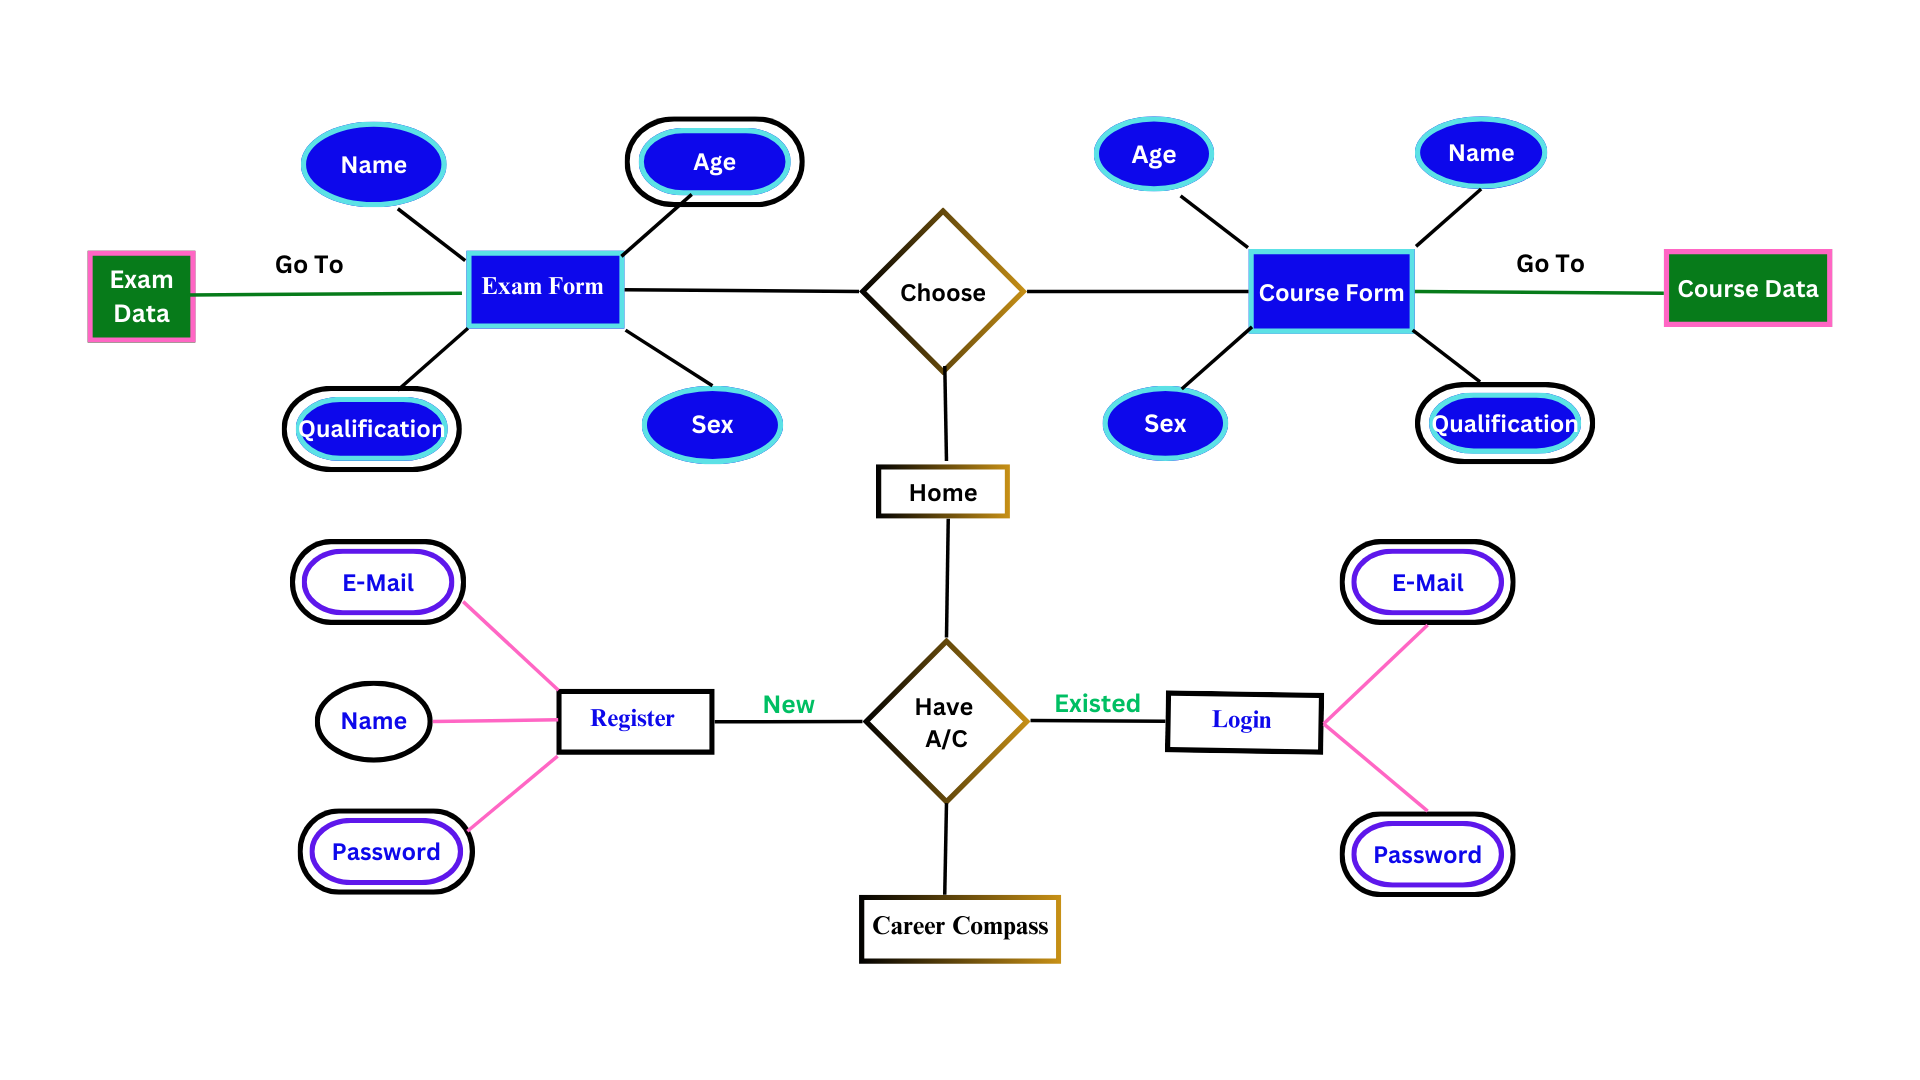 Name
Age
Age
Name
Exam
Data
Go To
Exam Form
Choose
Course Form
Go To
Course Data
Qualification
Sex
Sex
Qualification
Home
E-Mail
E-Mail
Name
Register
New
Have
A/C
Existed
Login
Password
Password
Career Compass